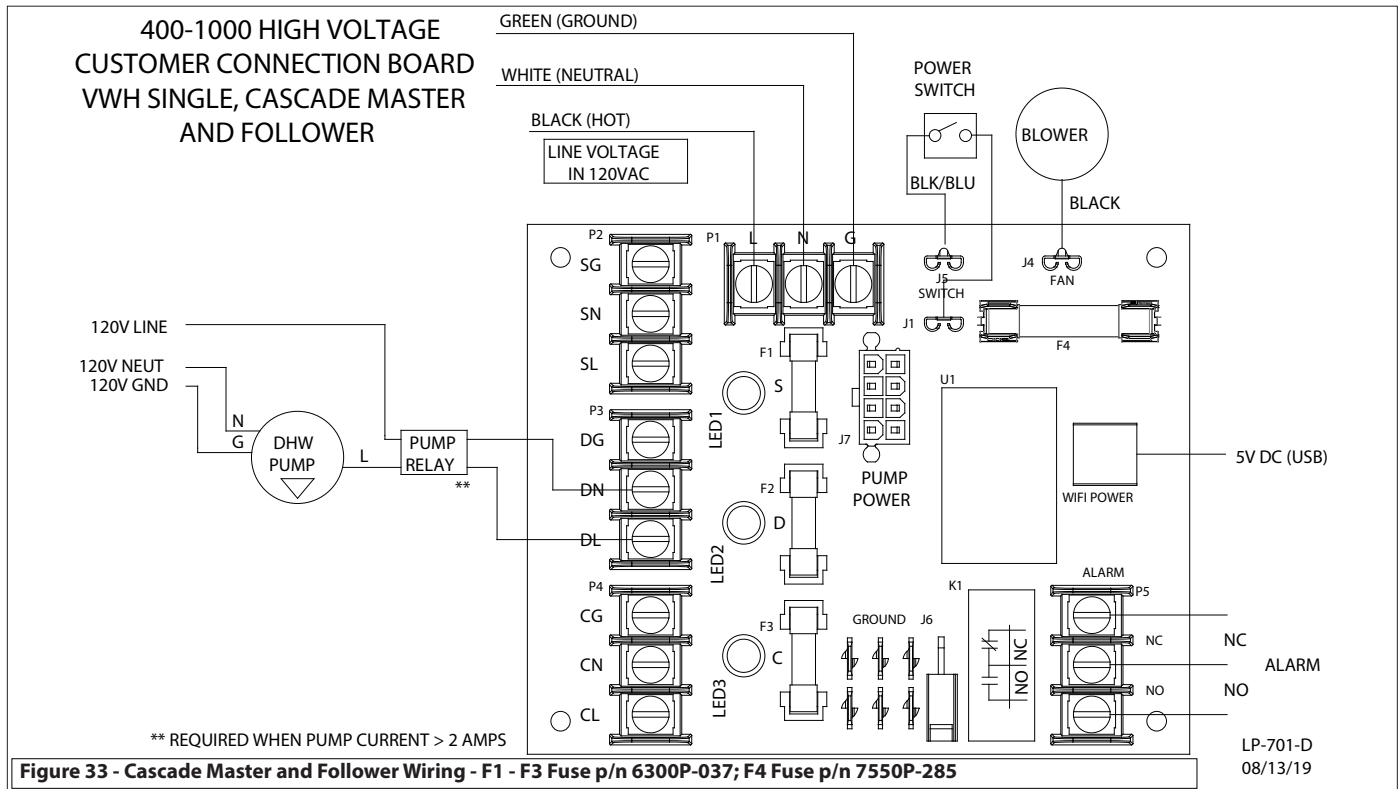 400-1000 HIGH VOLTAGE
CUSTOMER CONNECTION BOARD
VWH SINGLE, CASCADE MASTER
AND FOLLOWER
GREEN (GROUND)
WHITE (NEUTRAL)
BLACK (HOT)
LINE VOLTAGE
IN 120VAC
POWER
SWITCH
BLK/BLU
BLOWER
BLACK
P2
SG
SN
SL
P1
L
N
G
J5
SWITCH
J1
J4
FAN
F4
120V LINE
120V NEUT
120V GND
N
G
DHW
PUMP
L
PUMP
RELAY
**
P3
DG
DN
DL
F1
S
LED1
J7
PUMP
POWER
U1
WIFI POWER
5V DC (USB)
F2
D
LED2
P4
CG
CN
CL
F3
C
LED3
GROUND
J6
K1
NO NC
ALARM
P5
NC
NO
NC
ALARM
NO
** REQUIRED WHEN PUMP CURRENT > 2 AMPS
LP-701-D
08/13/19
Figure 33 - Cascade Master and Follower Wiring - F1 - F3 Fuse p/n 6300P-037; F4 Fuse p/n 7550P-285